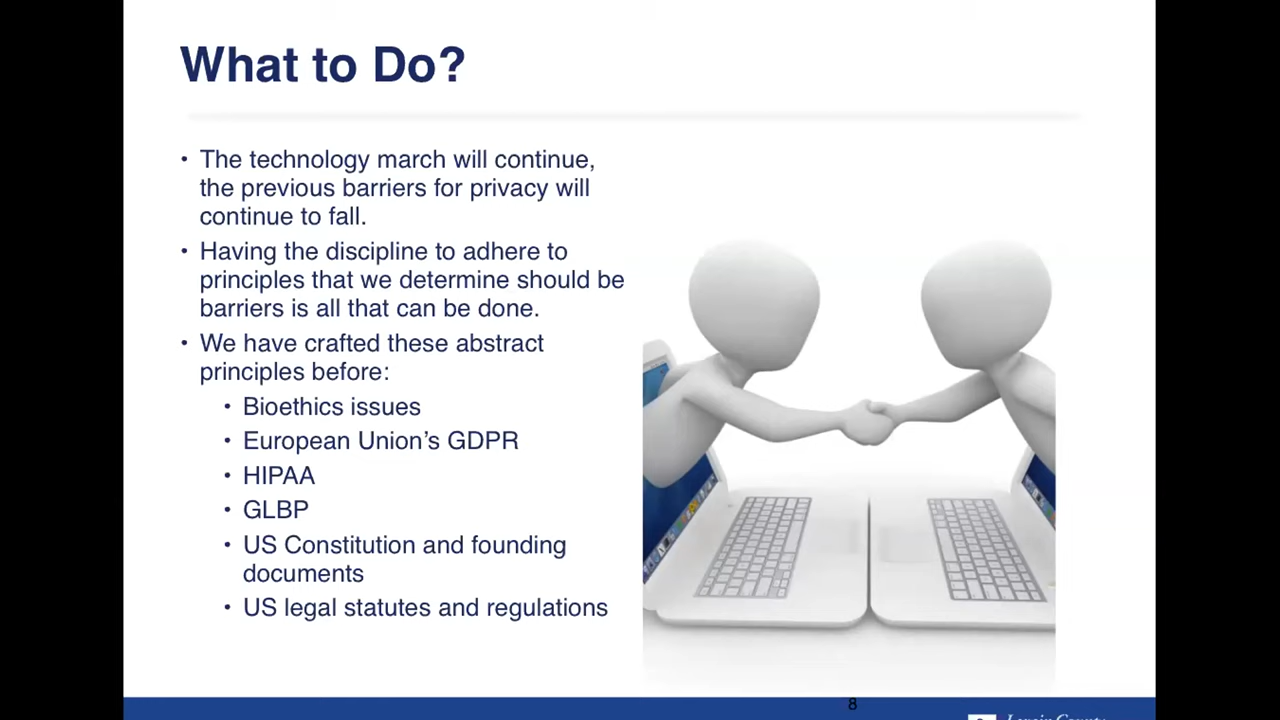 What to Do?
• The technology march will continue,
the previous barriers for privacy will
continue to fall.
• Having the discipline to adhere to
principles that we determine should be
barriers is all that can be done.
• We have crafted these abstract
principles before:
• Bioethics issues
• European Union’s GDPR
• HIPAA
• GLBP
• US Constitution and founding
documents
• US legal statutes and regulations
8
Lorain County